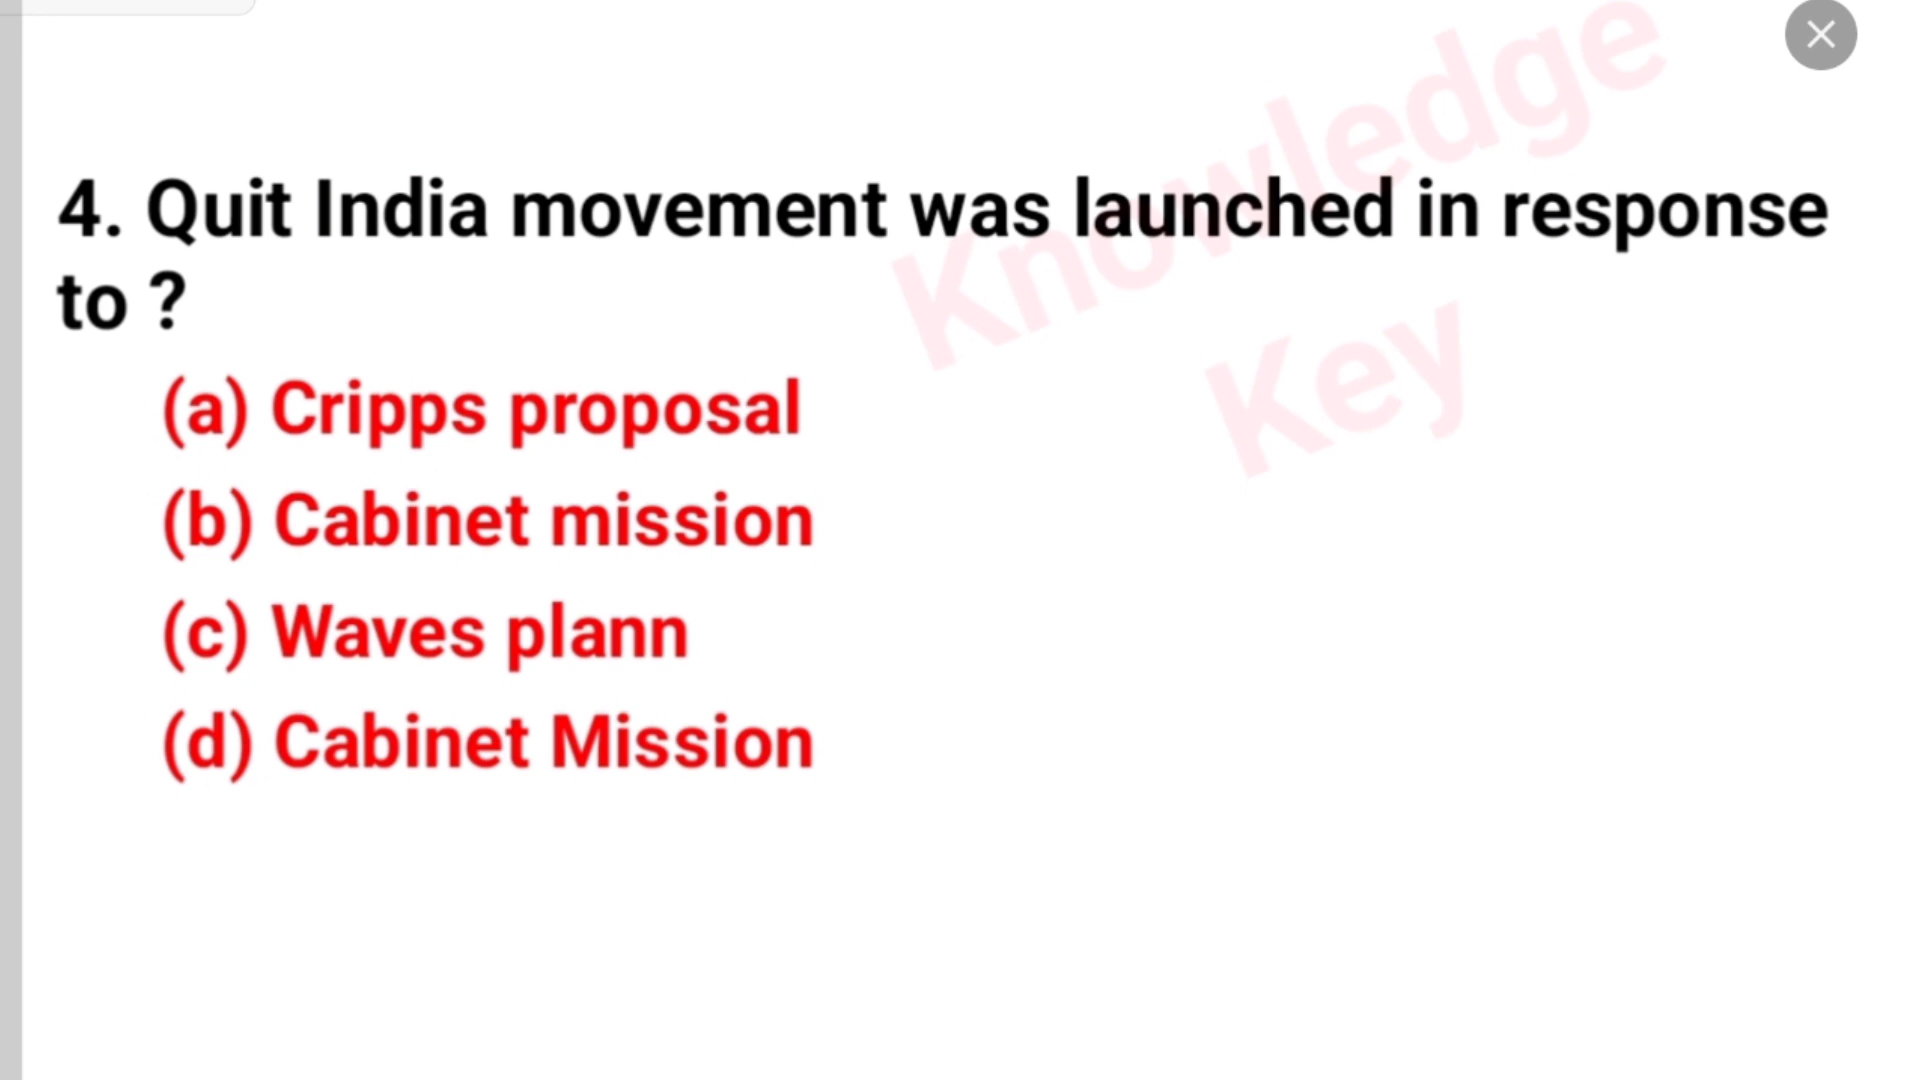 Knowledge
Key
4. Quit India movement was launched in response
to ?
(a) Cripps proposal
(b) Cabinet mission
(c) Waves plann
(d) Cabinet Mission